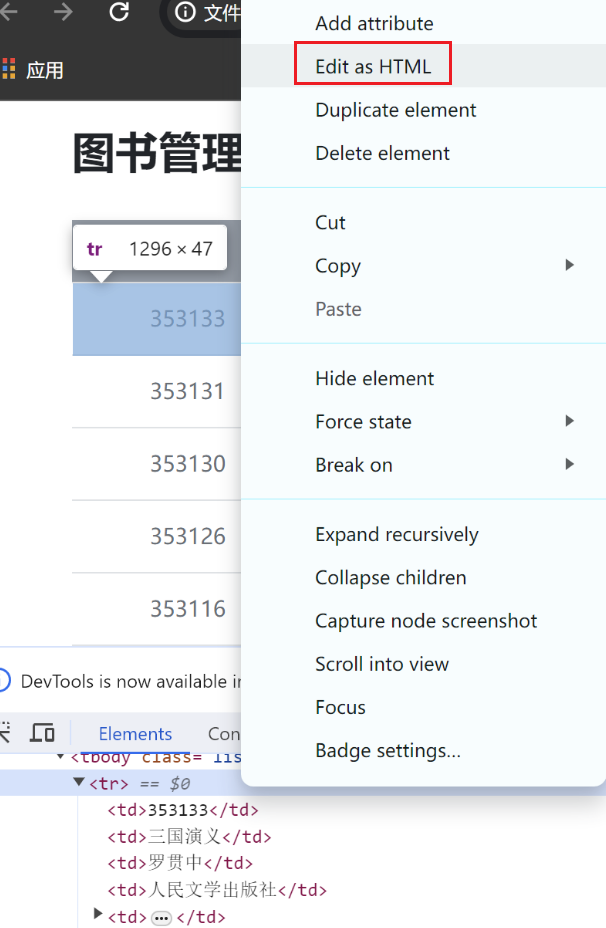 文件
应用
图书管理
tr 1296 × 47
353133
353131
353130
353126
353116
Add attribute
Edit as HTML
Duplicate element
Delete element
Cut
Copy
Paste
Hide element
Force state
Break on
Expand recursively
Collapse children
Capture node screenshot
Scroll into view
Focus
Badge settings...
DevTools is now available
Elements
▼<tr> == $0
<td>353133</td>
<td>三国演义</td>
<td>罗贯中</td>
<td>人民文学出版社</td>
▶<td>…</td>